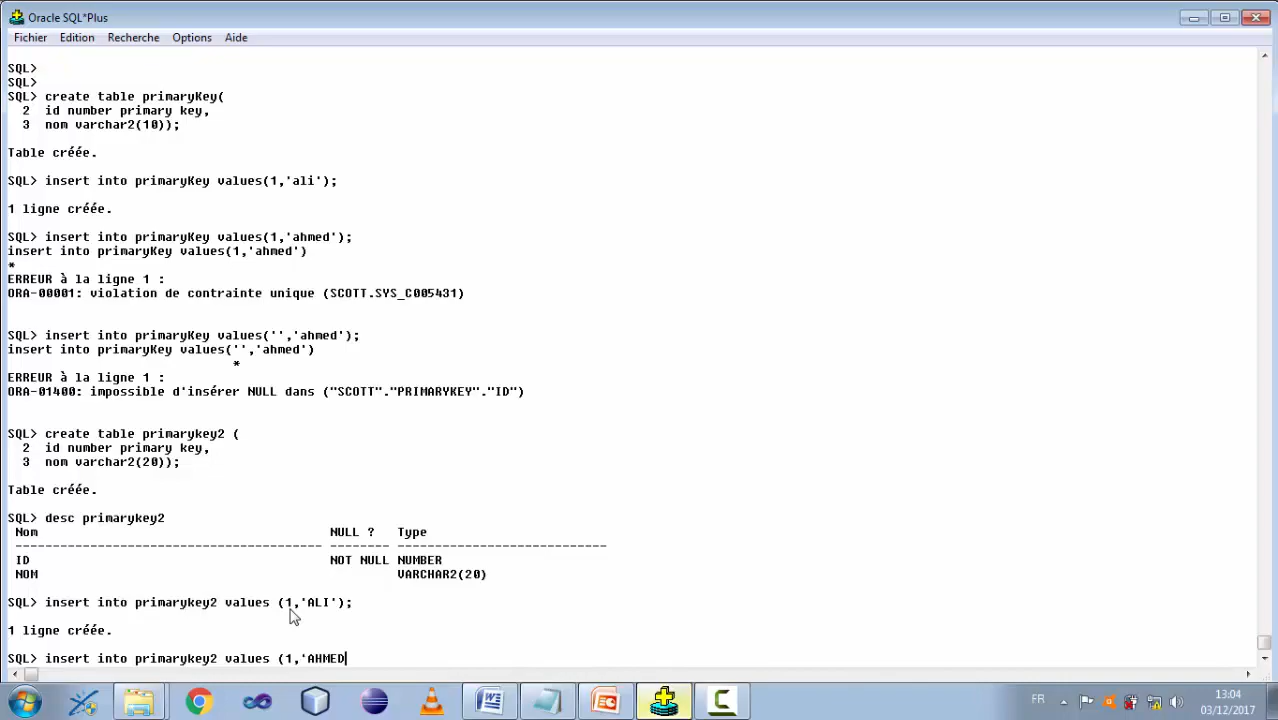 Oracle SQL*Plus
Fichier Edition Recherche Options Aide
SQL>
SQL>
SQL> create table primaryKey(
2 id number primary key,
3 nom varchar2(10));
Table créée.
SQL> insert into primaryKey values(1,'ali');
1 ligne créée.
SQL> insert into primaryKey values(1,'ahmed');
insert into primaryKey values(1,'ahmed')
*
ERREUR à la ligne 1 :
ORA-00001: violation de contrainte unique (SCOTT.SYS_C005431)
SQL> insert into primaryKey values('','ahmed');
insert into primaryKey values('','ahmed')
*
ERREUR à la ligne 1 :
ORA-01400: impossible d'insérer NULL dans ("SCOTT"."PRIMARYKEY"."ID")
SQL> create table primarykey2 (
2 id number primary key,
3 nom varchar2(20));
Table créée.
SQL> desc primarykey2
Nom NULL ? Type
----------------------------------------- -------- ----------------------------
ID NOT NULL NUMBER
NOM VARCHAR2(20)
SQL> insert into primarykey2 values (1,'ALI');
1 ligne créée.
SQL> insert into primarykey2 values (1,'AHMED
FR
13:04
03/12/2017